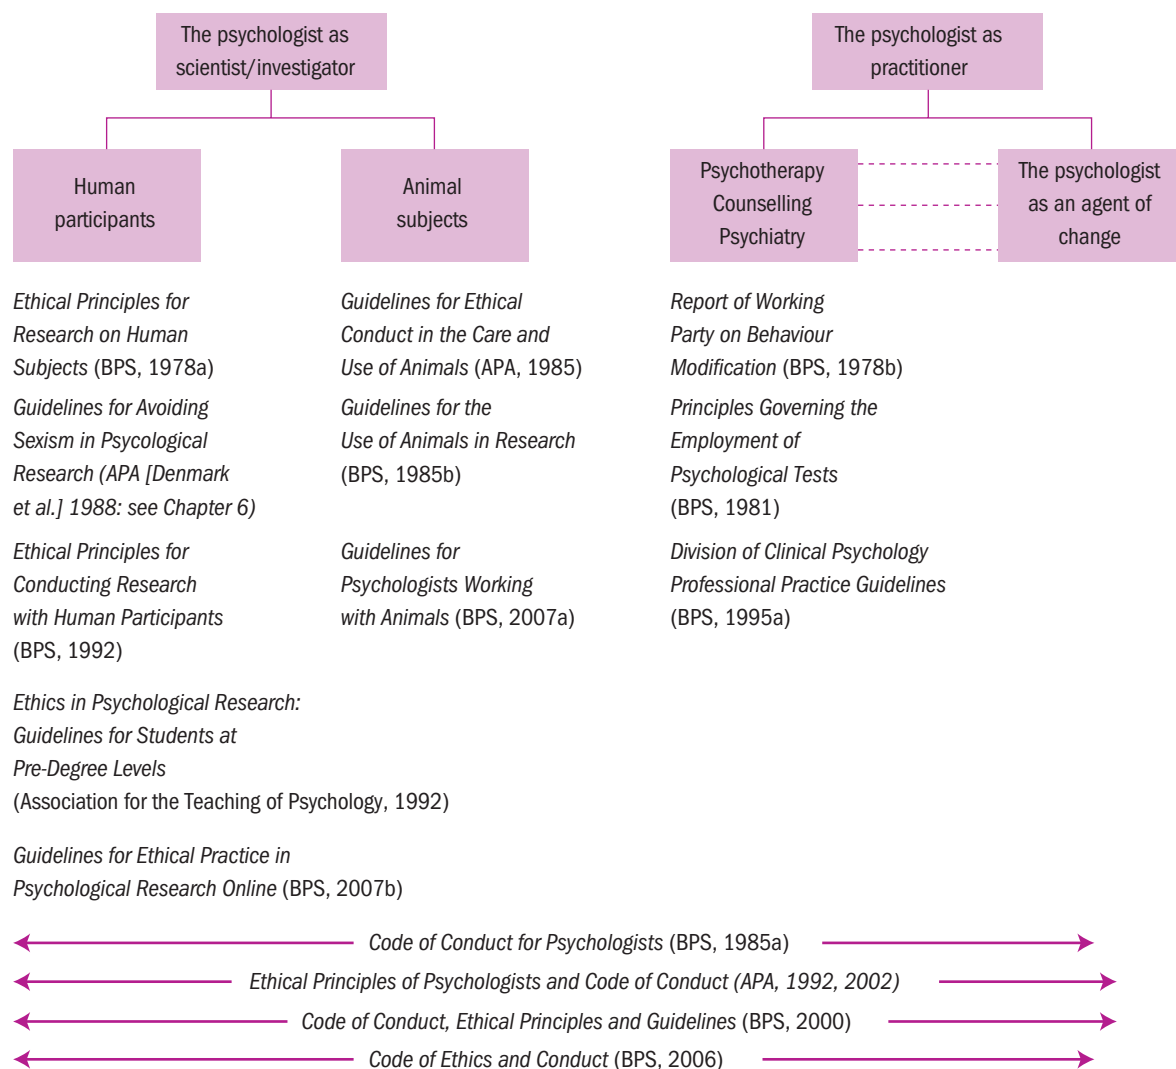 The psychologist as
scientist/investigator
The psychologist as
practitioner
Human
participants
Animal
subjects
Psychotherapy
Counselling
Psychiatry
The psychologist
as an agent of
change
Ethical Principles for
Research on Human
Subjects (BPS, 1978a)
Guidelines for Avoiding
Sexism in Psycological
Research (APA [Denmark
et al.] 1988: see Chapter 6)
Ethical Principles for
Conducting Research
with Human Participants
(BPS, 1992)
Ethics in Psychological Research:
Guidelines for Students at
Pre-Degree Levels
(Association for the Teaching of Psychology, 1992)
Guidelines for Ethical Practice in
Psychological Research Online (BPS, 2007b)
Guidelines for Ethical
Conduct in the Care and
Use of Animals (APA, 1985)
Guidelines for the
Use of Animals in Research
(BPS, 1985b)
Guidelines for
Psychologists Working
with Animals (BPS, 2007a)
Report of Working
Party on Behaviour
Modification (BPS, 1978b)
Principles Governing the
Employment of
Psychological Tests
(BPS, 1981)
Division of Clinical Psychology
Professional Practice Guidelines
(BPS, 1995a)
Code of Conduct for Psychologists (BPS, 1985a)
Ethical Principles of Psychologists and Code of Conduct (APA, 1992, 2002)
Code of Conduct, Ethical Principles and Guidelines (BPS, 2000)
Code of Ethics and Conduct (BPS, 2006)